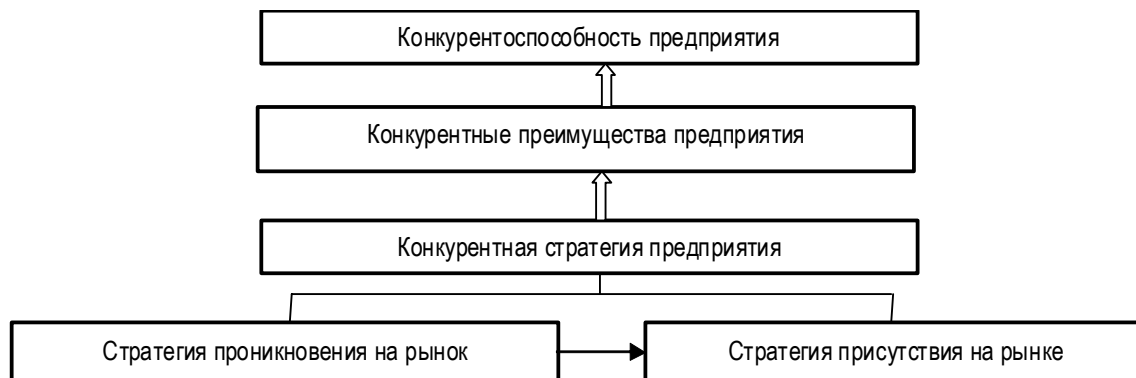 Конкурентоспособность предприятия
Конкурентные преимущества предприятия
Конкурентная стратегия предприятия
Стратегия проникновения на рынок
Стратегия присутствия на рынке